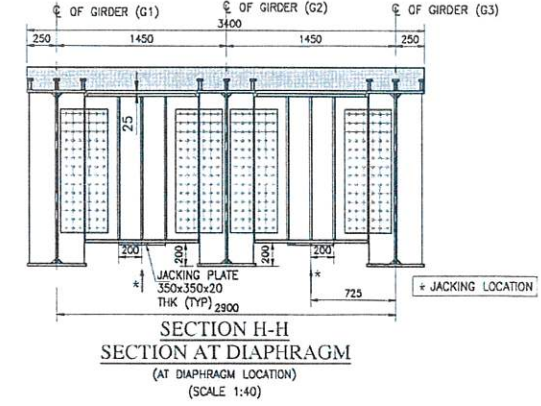 ℄ OF GIRDER (G1)
℄ OF GIRDER (G2)
℄ OF GIRDER (G3)
3400
250
1450
1450
250
25
200
200
200
200
JACKING PLATE
350x350x20
THK (TYP)
*
*
725
* JACKING LOCATION
2900
SECTION H-H
SECTION AT DIAPHRAGM
(AT DIAPHRAGM LOCATION)
(SCALE 1:40)